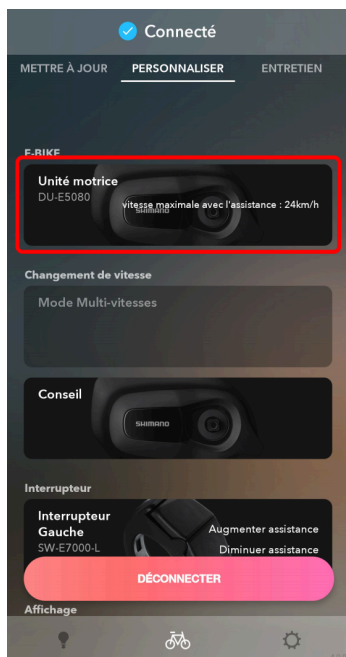 Connecté
METTRE À JOUR PERSONNALISER ENTRETIEN
E-BIKE
Unité motrice
DU-E5080
vitesse maximale avec l'assistance : 24km/h
SHIMANO
Changement de vitesse
Mode Multi-vitesses
Conseil
SHIMANO
Interrupteur
Interrupteur
Gauche
Augmenter assistance
SW-E7000-L
Diminuer assistance
DÉCONNECTER
Affichage